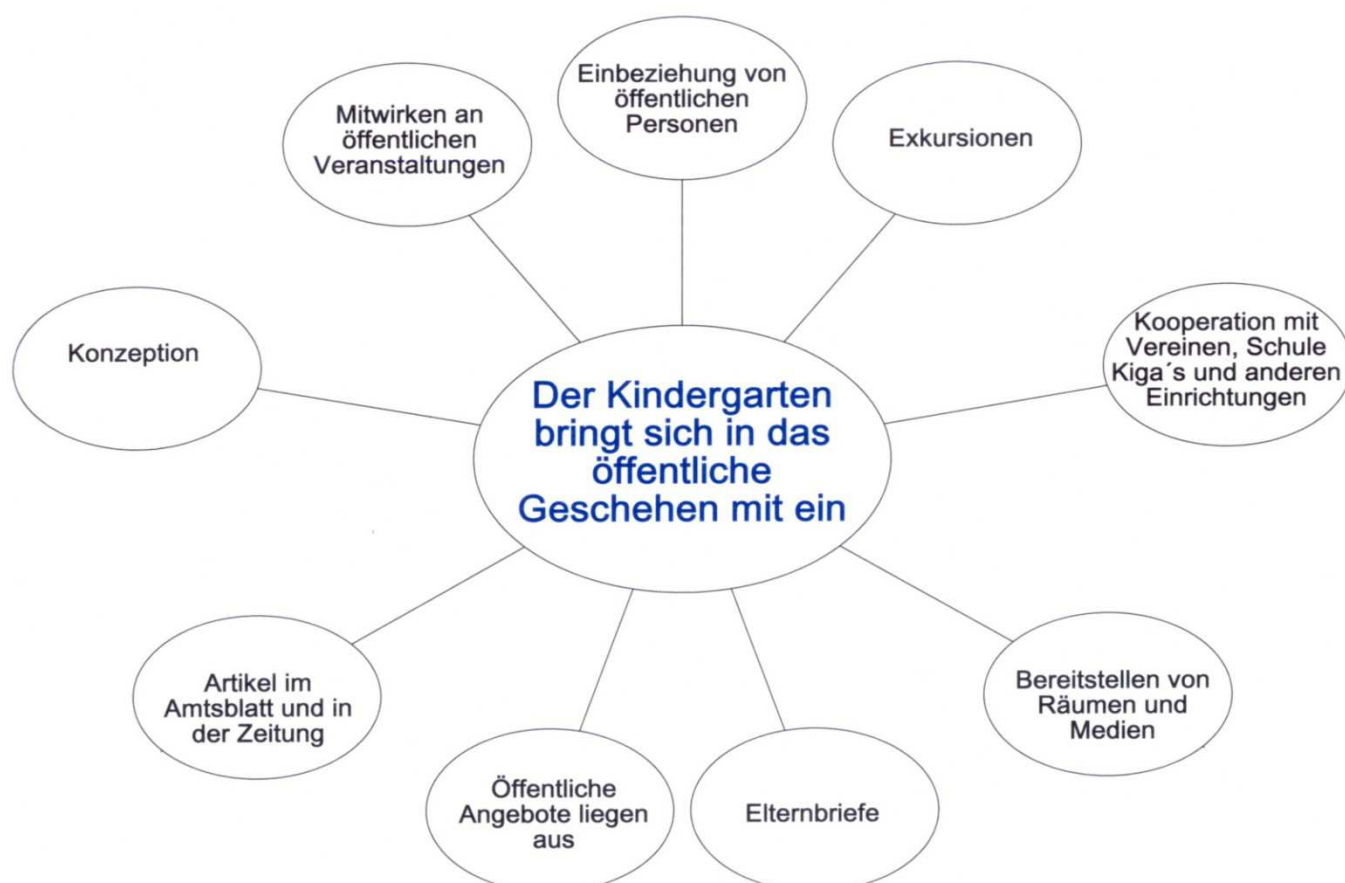 Einbeziehung von
öffentlichen
Personen
Mitwirken an
öffentlichen
Veranstaltungen
Exkursionen
Konzeption
Kooperation mit
Vereinen, Schule
Kiga´s und anderen
Einrichtungen
Der Kindergarten
bringt sich in das
öffentliche
Geschehen mit ein
Artikel im
Amtsblatt und in
der Zeitung
Bereitstellen von
Räumen und
Medien
Öffentliche
Angebote liegen
aus
Elternbriefe